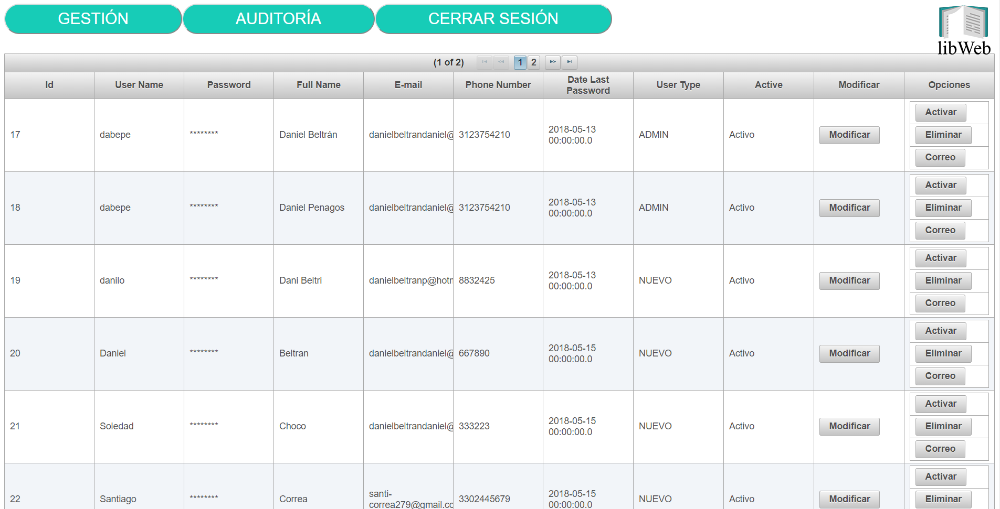 GESTIÓN AUDITORÍA CERRAR SESIÓN
libWeb
(1 of 2) 1 2
Id User Name Password Full Name E-mail Phone Number Date Last Password User Type Active Modificar Opciones
17 dabepe ******** Daniel Beltrán danielbeltrandaniel@ 3123754210 2018-05-13 00:00:00.0 ADMIN Activo Modificar
Activar
Eliminar
Correo
18 dabepe ******** Daniel Penagos danielbeltrandaniel@ 3123754210 2018-05-13 00:00:00.0 ADMIN Activo Modificar
Activar
Eliminar
Correo
19 danilo ******** Dani Beltri danielbeltranp@hotm 8832425 2018-05-13 00:00:00.0 NUEVO Activo Modificar
Activar
Eliminar
Correo
20 Daniel ******** Beltran danielbeltrandaniel@ 667890 2018-05-15 00:00:00.0 NUEVO Activo Modificar
Activar
Eliminar
Correo
21 Soledad ******** Choco danielbeltrandaniel@ 333223 2018-05-15 00:00:00.0 NUEVO Activo Modificar
Activar
Eliminar
Correo
22 Santiago ******** Correa santi-correa279@gmail.co 3302445679 2018-05-15 00:00:00.0 NUEVO Activo Modificar
Activar
Eliminar